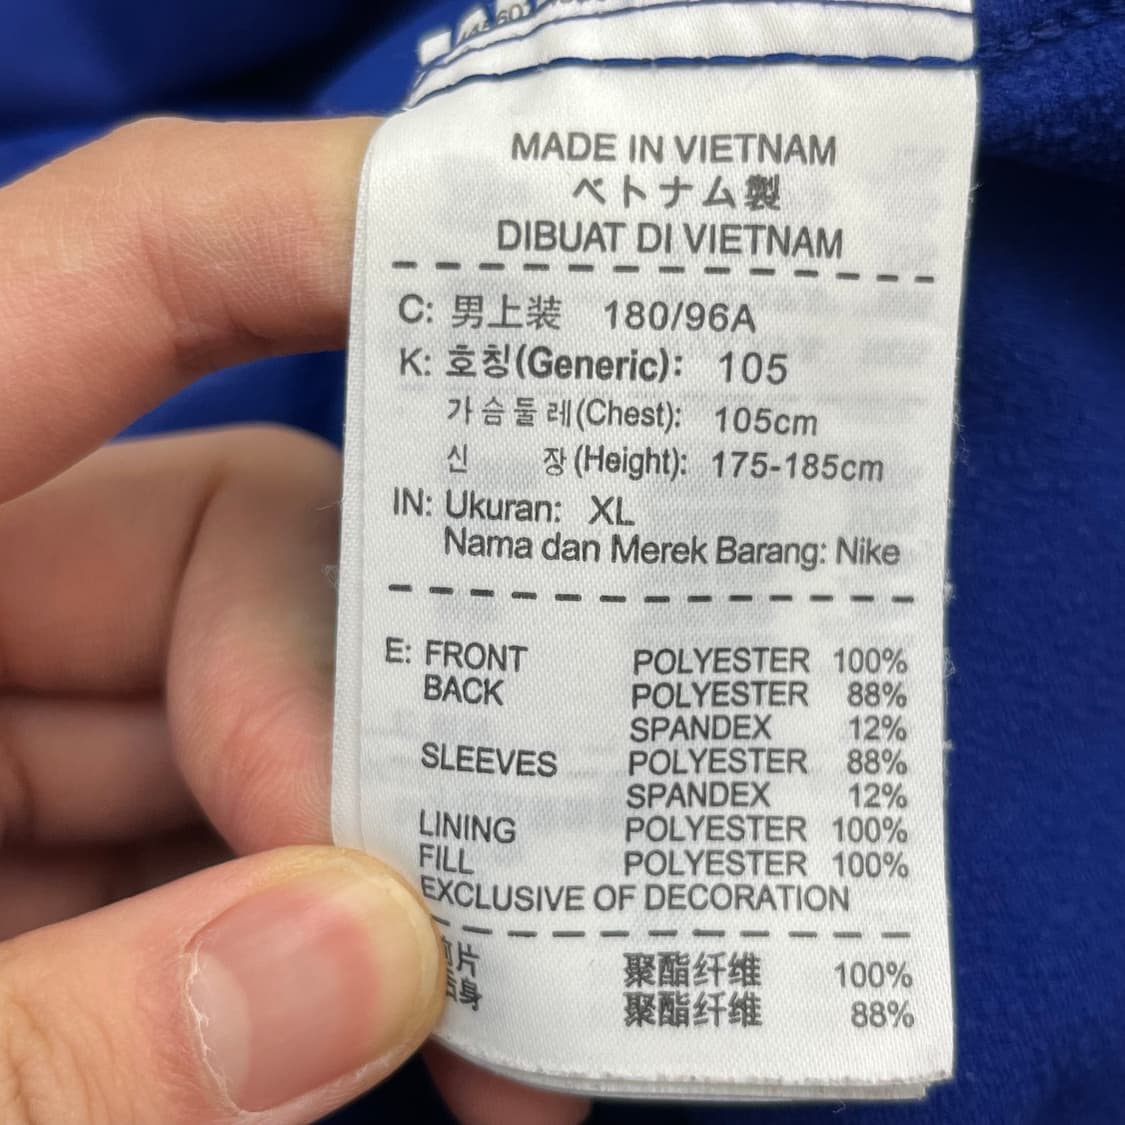 MADE IN VIETNAM
ベトナム製
DIBUAT DI VIETNAM
C: 男上装 180/96A
K: 호칭(Generic): 105
가슴둘레(Chest): 105cm
신 장(Height): 175-185cm
IN: Ukuran: XL
Nama dan Merek Barang: Nike
E: FRONT POLYESTER 100%
BACK POLYESTER 88%
SPANDEX 12%
SLEEVES POLYESTER 88%
SPANDEX 12%
LINING POLYESTER 100%
FILL POLYESTER 100%
EXCLUSIVE OF DECORATION
聚酯纤维 100%
聚酯纤维 88%